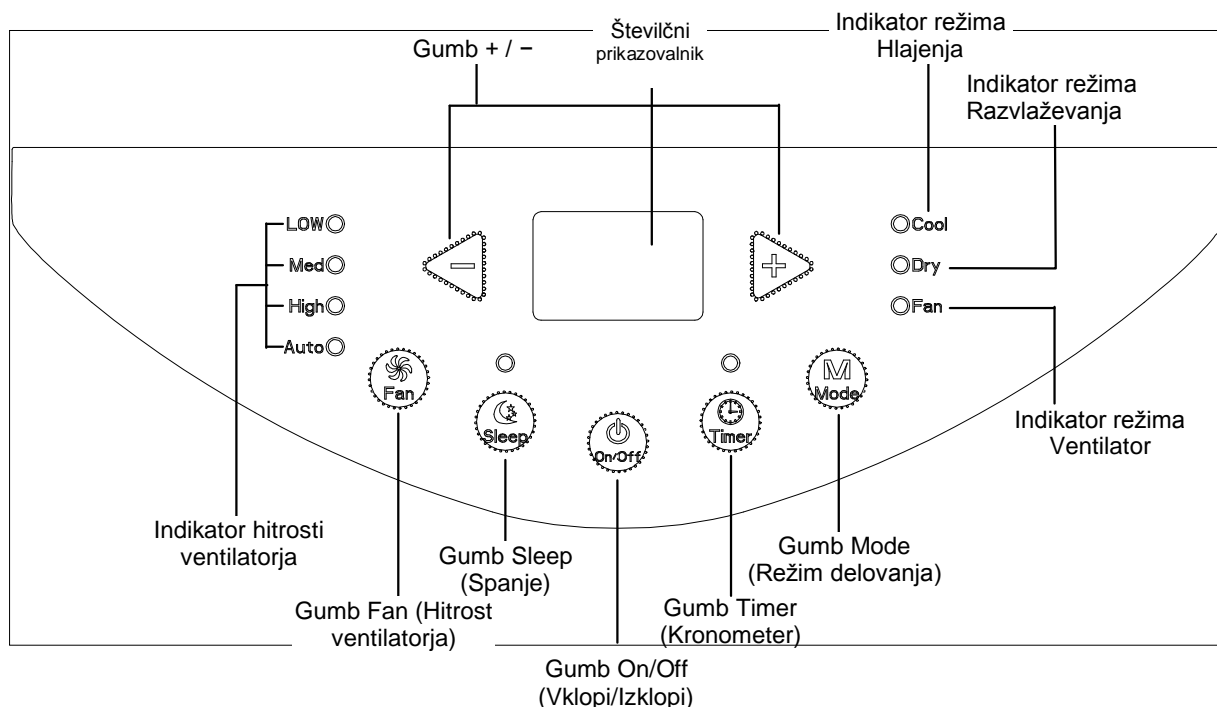 Gumb + / −
Številčni
prikazovalnik
Indikator režima
Hlajenja
Indikator režima
Razvlaževanja
LOW
Med
High
Auto
−
+
Cool
Dry
Fan
Fan
Sleep
On/Off
Timer
M
Mode
Indikator režima
Ventilator
Indikator hitrosti
ventilatorja
Gumb Sleep
(Spanje)
Gumb Mode
(Režim delovanja)
Gumb Fan (Hitrost
ventilatorja)
Gumb Timer
(Kronometer)
Gumb On/Off
(Vklopi/Izklopi)